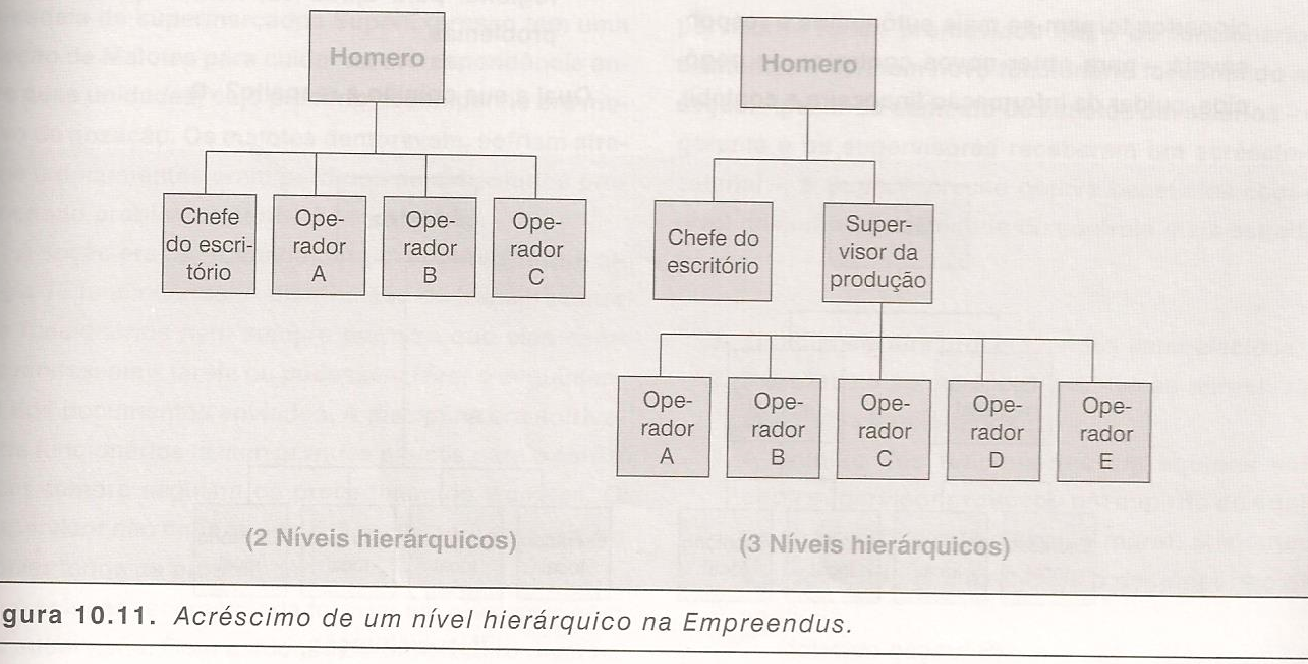 Homero
Chefe
do escri-
tório
Ope-
rador
A
Ope-
rador
B
Ope-
rador
C
(2 Níveis hierárquicos)
Homero
Chefe do
escritório
Super-
visor da
produção
Ope-
rador
A
Ope-
rador
B
Ope-
rador
C
Ope-
rador
D
Ope-
rador
E
(3 Níveis hierárquicos)
gura 10.11. Acréscimo de um nível hierárquico na Empreendus.